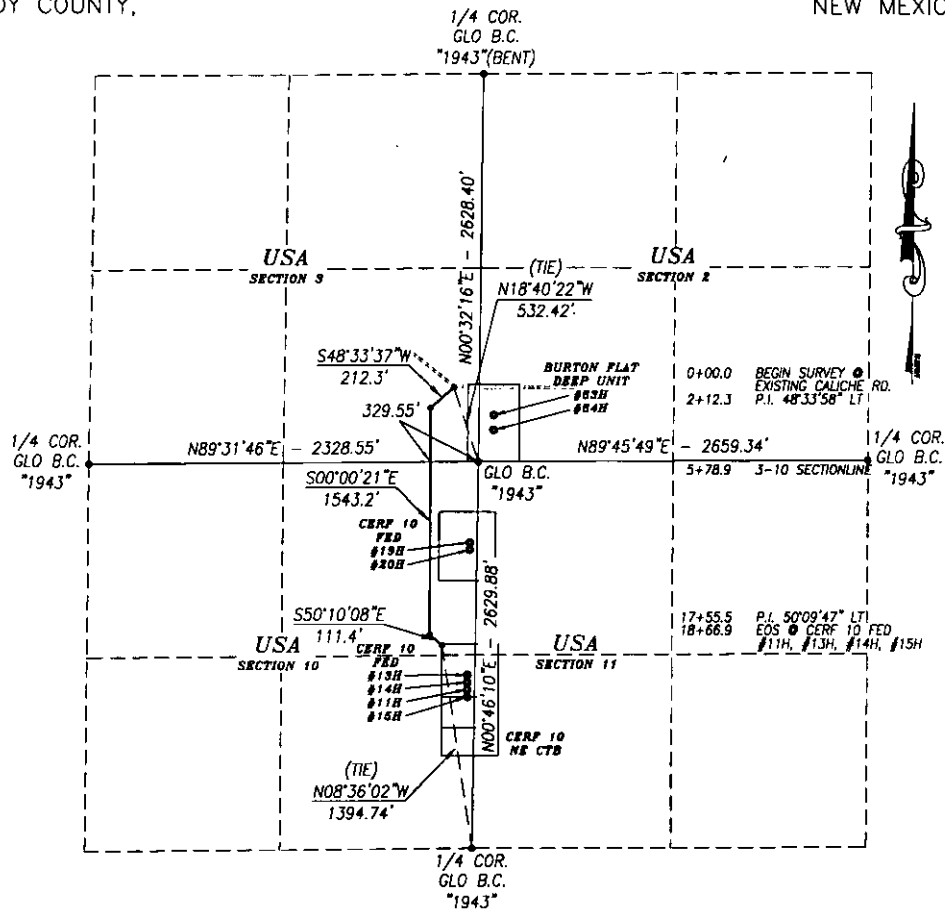 DY COUNTY,
NEW MEXIC
1/4 COR.
GLO B.C.
"1943"(BENT)
N00°32'16"E - 2628.40'
USA
SECTION 3
(TIE)
N18°40'22"W
532.42'
USA
SECTION 2
S48°33'37"W
212.3'
329.55'
BURTON FLAT
DEEP UNIT
#63H
#64H
0+00.0 BEGIN SURVEY @
EXISTING CALICHE RD.
2+12.3 P.I. 48°33'58" LT
1/4 COR.
GLO B.C.
"1943"
N89°31'46"E - 2328.55'
N89°45'49"E - 2659.34'
1/4 COR.
GLO B.C.
"1943"
GLO B.C.
"1943"
5+78.9 3-10 SECTIONLINE
S00°00'21"E
1543.2'
CERF 10
FED
#19H
#20H
N00°46'10"E - 2629.88'
S50°10'08"E
111.4'
17+55.5 P.I. 50°09'47" LT
18+66.9 EOS @ CERF 10 FED
#11H, #13H, #14H, #15H
USA
SECTION 10
CERF 10
FED
#13H
#14H
#11H
#15H
USA
SECTION 11
CERF 10
NE CTB
(TIE)
N08°36'02"W
1394.74'
1/4 COR.
GLO B.C.
"1943"